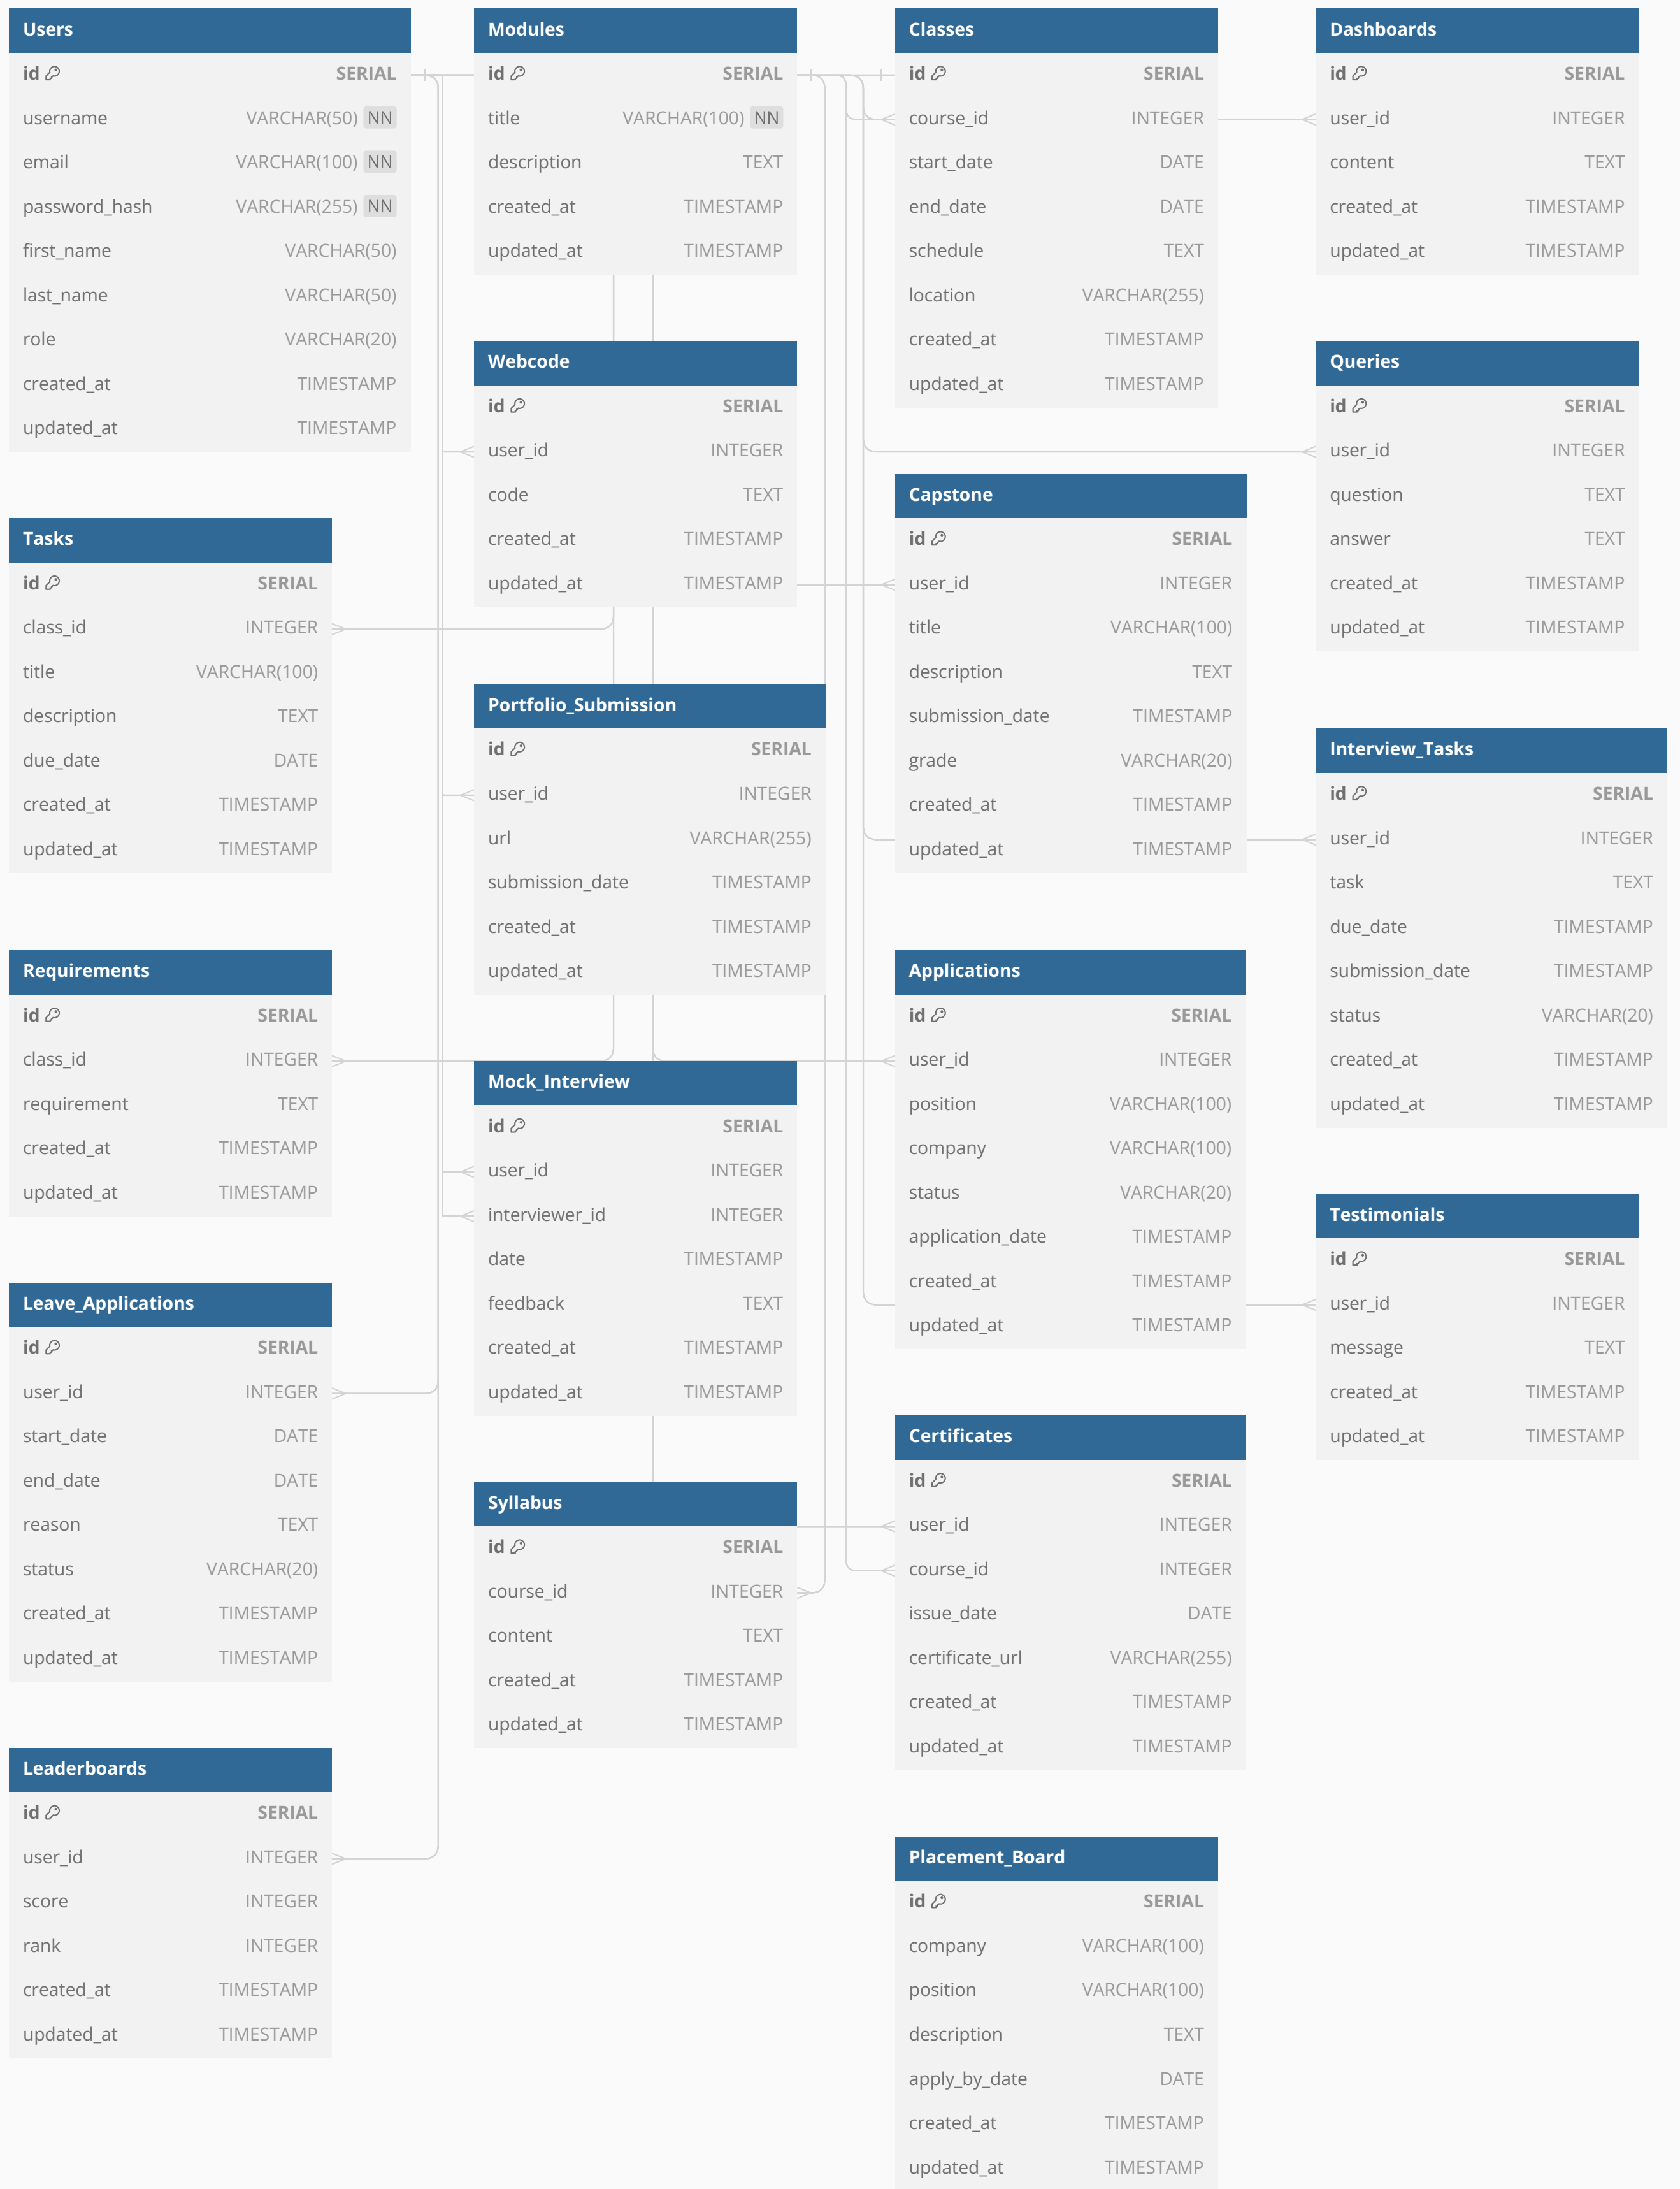 Users
id SERIAL
username VARCHAR(50) NN
email VARCHAR(100) NN
password_hash VARCHAR(255) NN
first_name VARCHAR(50)
last_name VARCHAR(50)
role VARCHAR(20)
created_at TIMESTAMP
updated_at TIMESTAMP
Tasks
id SERIAL
class_id INTEGER
title VARCHAR(100)
description TEXT
due_date DATE
created_at TIMESTAMP
updated_at TIMESTAMP
Requirements
id SERIAL
class_id INTEGER
requirement TEXT
created_at TIMESTAMP
updated_at TIMESTAMP
Leave_Applications
id SERIAL
user_id INTEGER
start_date DATE
end_date DATE
reason TEXT
status VARCHAR(20)
created_at TIMESTAMP
updated_at TIMESTAMP
Leaderboards
id SERIAL
user_id INTEGER
score INTEGER
rank INTEGER
created_at TIMESTAMP
updated_at TIMESTAMP
Modules
id SERIAL
title VARCHAR(100) NN
description TEXT
created_at TIMESTAMP
updated_at TIMESTAMP
Webcode
id SERIAL
user_id INTEGER
code TEXT
created_at TIMESTAMP
updated_at TIMESTAMP
Portfolio_Submission
id SERIAL
user_id INTEGER
url VARCHAR(255)
submission_date TIMESTAMP
created_at TIMESTAMP
updated_at TIMESTAMP
Mock_Interview
id SERIAL
user_id INTEGER
interviewer_id INTEGER
date TIMESTAMP
feedback TEXT
created_at TIMESTAMP
updated_at TIMESTAMP
Syllabus
id SERIAL
course_id INTEGER
content TEXT
created_at TIMESTAMP
updated_at TIMESTAMP
Classes
id SERIAL
course_id INTEGER
start_date DATE
end_date DATE
schedule TEXT
location VARCHAR(255)
created_at TIMESTAMP
updated_at TIMESTAMP
Capstone
id SERIAL
user_id INTEGER
title VARCHAR(100)
description TEXT
submission_date TIMESTAMP
grade VARCHAR(20)
created_at TIMESTAMP
updated_at TIMESTAMP
Applications
id SERIAL
user_id INTEGER
position VARCHAR(100)
company VARCHAR(100)
status VARCHAR(20)
application_date TIMESTAMP
created_at TIMESTAMP
updated_at TIMESTAMP
Certificates
id SERIAL
user_id INTEGER
course_id INTEGER
issue_date DATE
certificate_url VARCHAR(255)
created_at TIMESTAMP
updated_at TIMESTAMP
Placement_Board
id SERIAL
company VARCHAR(100)
position VARCHAR(100)
description TEXT
apply_by_date DATE
created_at TIMESTAMP
updated_at TIMESTAMP
Dashboards
id SERIAL
user_id INTEGER
content TEXT
created_at TIMESTAMP
updated_at TIMESTAMP
Queries
id SERIAL
user_id INTEGER
question TEXT
answer TEXT
created_at TIMESTAMP
updated_at TIMESTAMP
Interview_Tasks
id SERIAL
user_id INTEGER
task TEXT
due_date TIMESTAMP
submission_date TIMESTAMP
status VARCHAR(20)
created_at TIMESTAMP
updated_at TIMESTAMP
Testimonials
id SERIAL
user_id INTEGER
message TEXT
created_at TIMESTAMP
updated_at TIMESTAMP